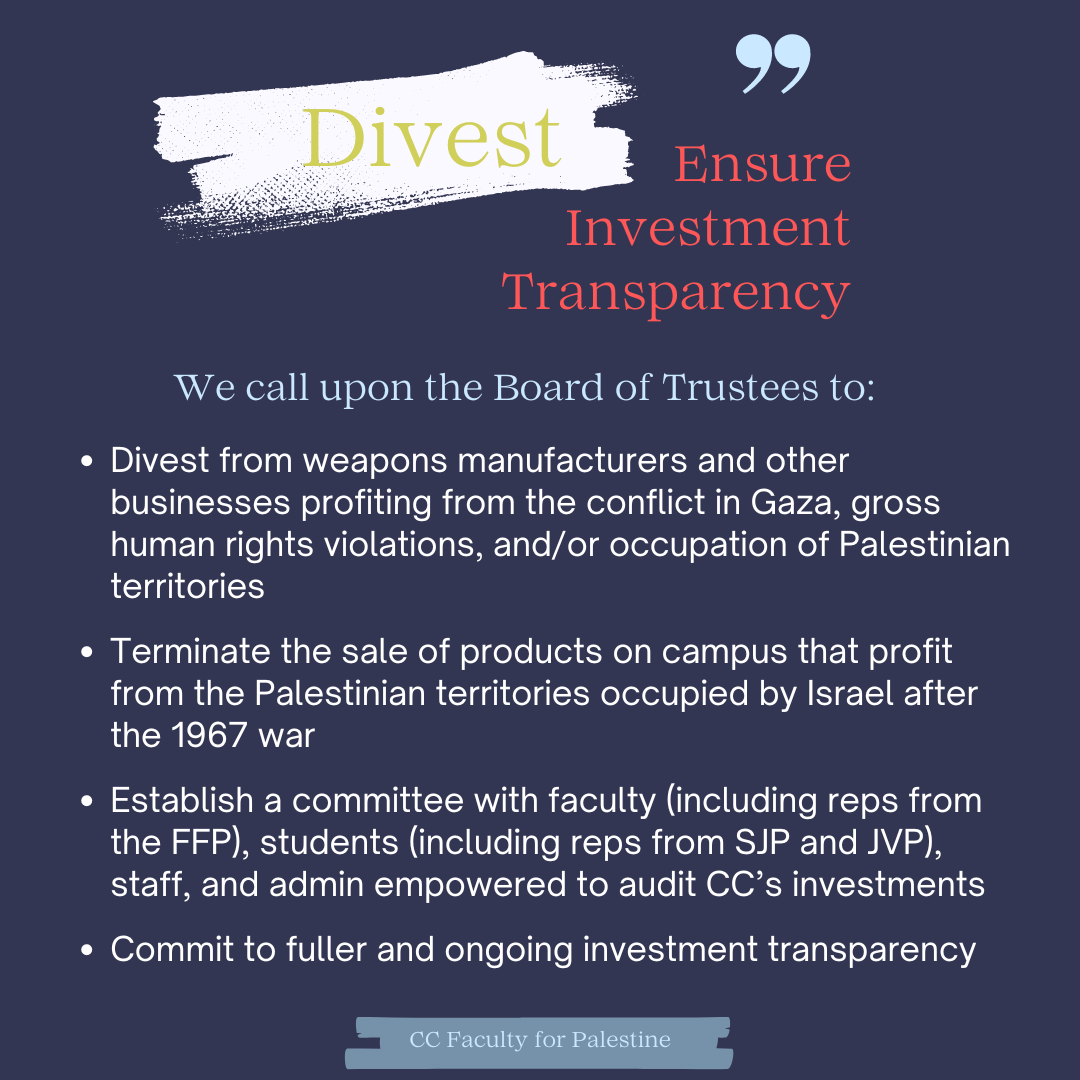 ”
Divest
Ensure
Investment
Transparency
We call upon the Board of Trustees to:
• Divest from weapons manufacturers and other
businesses profiting from the conflict in Gaza, gross
human rights violations, and/or occupation of Palestinian
territories
• Terminate the sale of products on campus that profit
from the Palestinian territories occupied by Israel after
the 1967 war
• Establish a committee with faculty (including reps from
the FFP), students (including reps from SJP and JVP),
staff, and admin empowered to audit CC’s investments
• Commit to fuller and ongoing investment transparency
CC Faculty for Palestine